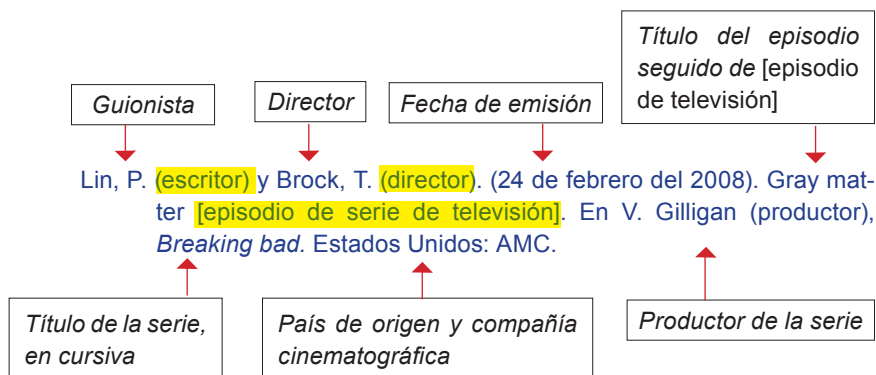 Título del episodio
seguido de [episodio
de televisión]
Guionista
Director
Fecha de emisión
Lin, P. (escritor) y Brock, T. (director). (24 de febrero del 2008). Gray mat-
ter [episodio de serie de televisión]. En V. Gilligan (productor),
Breaking bad. Estados Unidos: AMC.
Título de la serie,
en cursiva
País de origen y compañía
cinematográfica
Productor de la serie